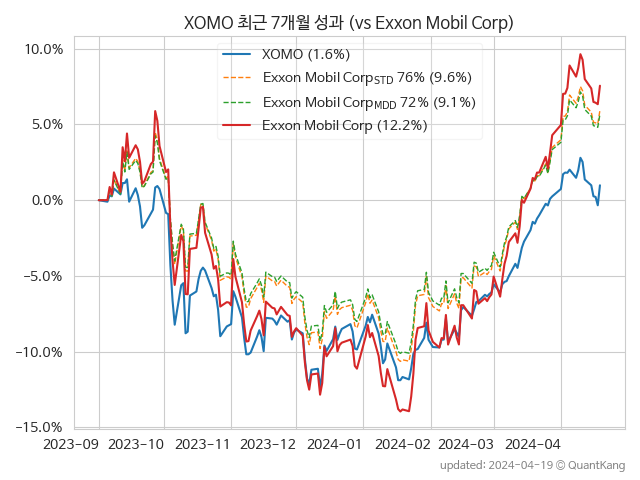 XOMO 최근 7개월 성과 (vs Exxon Mobil Corp)
XOMO (1.6%)
Exxon Mobil CorpSTD 76% (9.6%)
Exxon Mobil CorpMDD 72% (9.1%)
Exxon Mobil Corp (12.2%)
10.0%
5.0%
0.0%
−5.0%
−10.0%
−15.0%
2023-09 2023-10 2023-11 2023-12 2024-01 2024-02 2024-03 2024-04
updated: 2024-04-19 © QuantKang